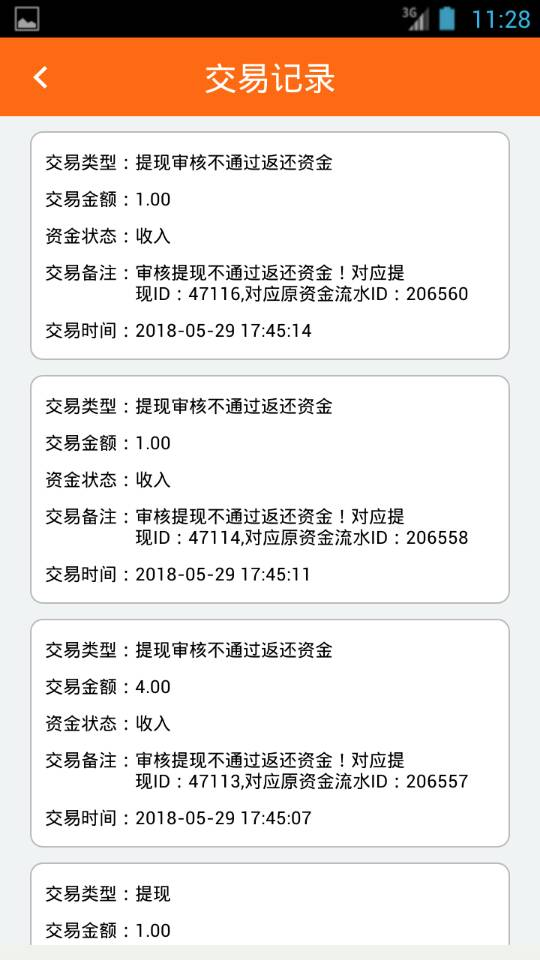 3G
11:28
交易记录
交易类型：提现审核不通过返还资金
交易金额：1.00
资金状态：收入
交易备注：审核提现不通过返还资金！对应提
现ID：47116,对应原资金流水ID：206560
交易时间：2018-05-29 17:45:14
交易类型：提现审核不通过返还资金
交易金额：1.00
资金状态：收入
交易备注：审核提现不通过返还资金！对应提
现ID：47114,对应原资金流水ID：206558
交易时间：2018-05-29 17:45:11
交易类型：提现审核不通过返还资金
交易金额：4.00
资金状态：收入
交易备注：审核提现不通过返还资金！对应提
现ID：47113,对应原资金流水ID：206557
交易时间：2018-05-29 17:45:07
交易类型：提现
交易金额：1.00